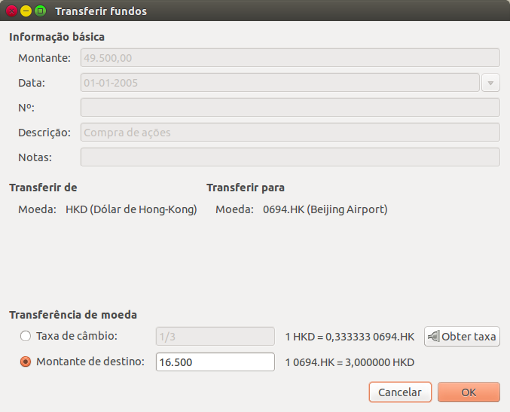 Transferir fundos
Informação básica
Montante: 49.500,00
Data: 01-01-2005
Nº:
Descrição: Compra de ações
Notas:
Transferir de Transferir para
Moeda: HKD (Dólar de Hong-Kong) Moeda: 0694.HK (Beijing Airport)
Transferência de moeda
Taxa de câmbio: 1/3 1 HKD = 0,333333 0694.HK Obter taxa
Montante de destino: 16.500 1 0694.HK = 3,000000 HKD
Cancelar OK